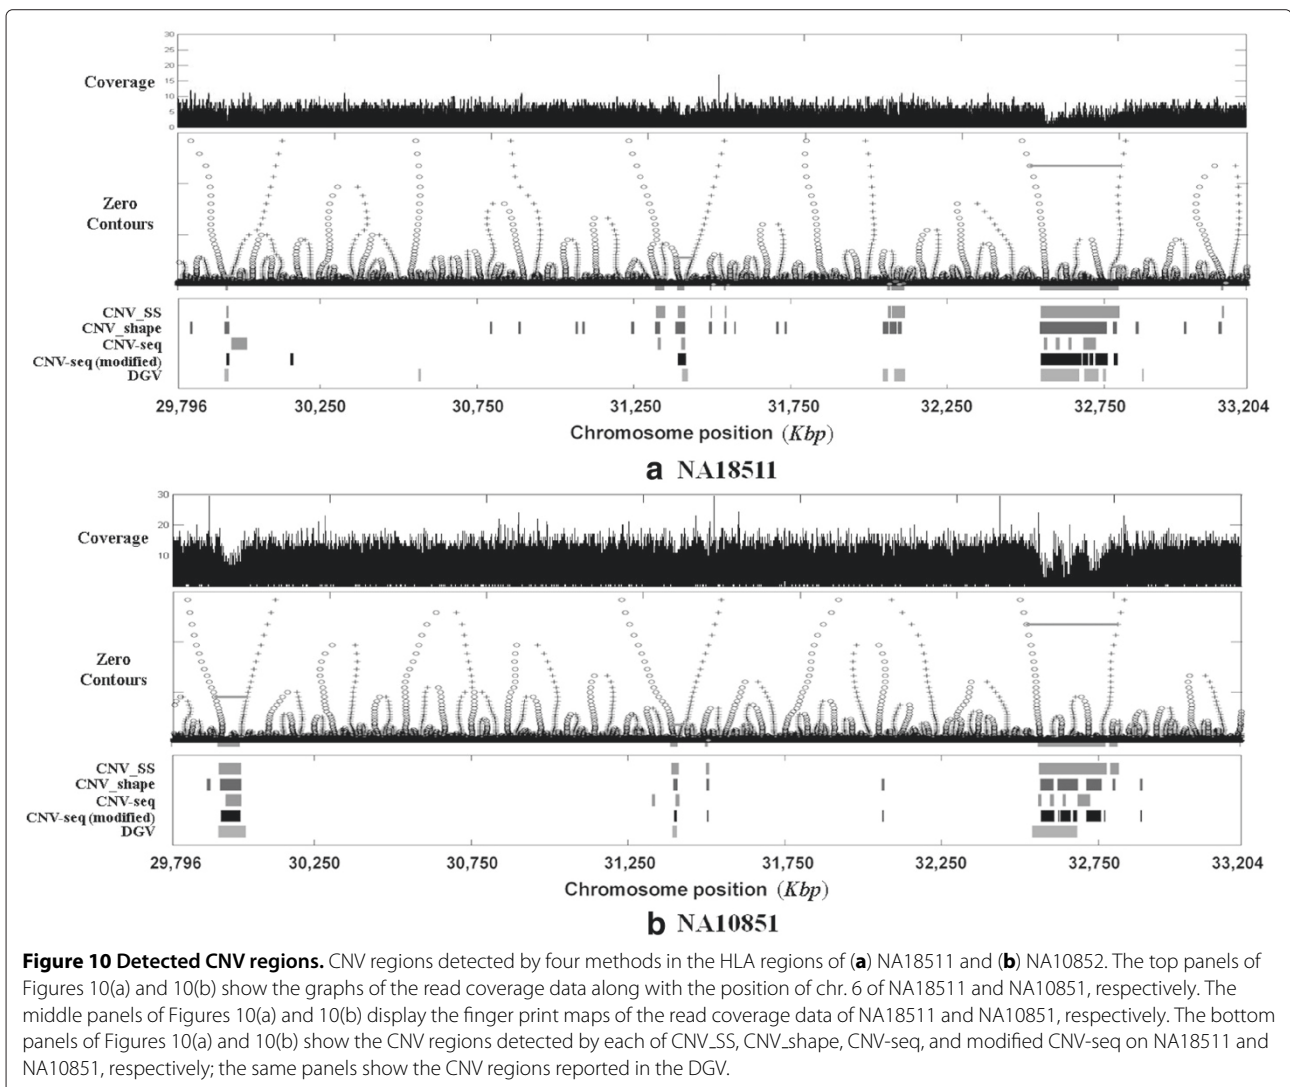 30
25
20
15
10
5
0
Coverage
Zero
Contours
CNV_SS
CNV_shape
CNV-seq
CNV-seq (modified)
DGV
29,796 30,250 30,750 31,250 31,750 32,250 32,750 33,204
Chromosome position (Kbp)
a NA18511
30
20
10
Coverage
Zero
Contours
CNV_SS
CNV_shape
CNV-seq
CNV-seq (modified)
DGV
29,796 30,250 30,750 31,250 31,750 32,250 32,750 33,204
Chromosome position (Kbp)
b NA10851
Figure 10 Detected CNV regions. CNV regions detected by four methods in the HLA regions of (a) NA18511 and (b) NA10852. The top panels of
Figures 10(a) and 10(b) show the graphs of the read coverage data along with the position of chr. 6 of NA18511 and NA10851, respectively. The
middle panels of Figures 10(a) and 10(b) display the finger print maps of the read coverage data of NA18511 and NA10851, respectively. The bottom
panels of Figures 10(a) and 10(b) show the CNV regions detected by each of CNV_SS, CNV_shape, CNV-seq, and modified CNV-seq on NA18511 and
NA10851, respectively; the same panels show the CNV regions reported in the DGV.